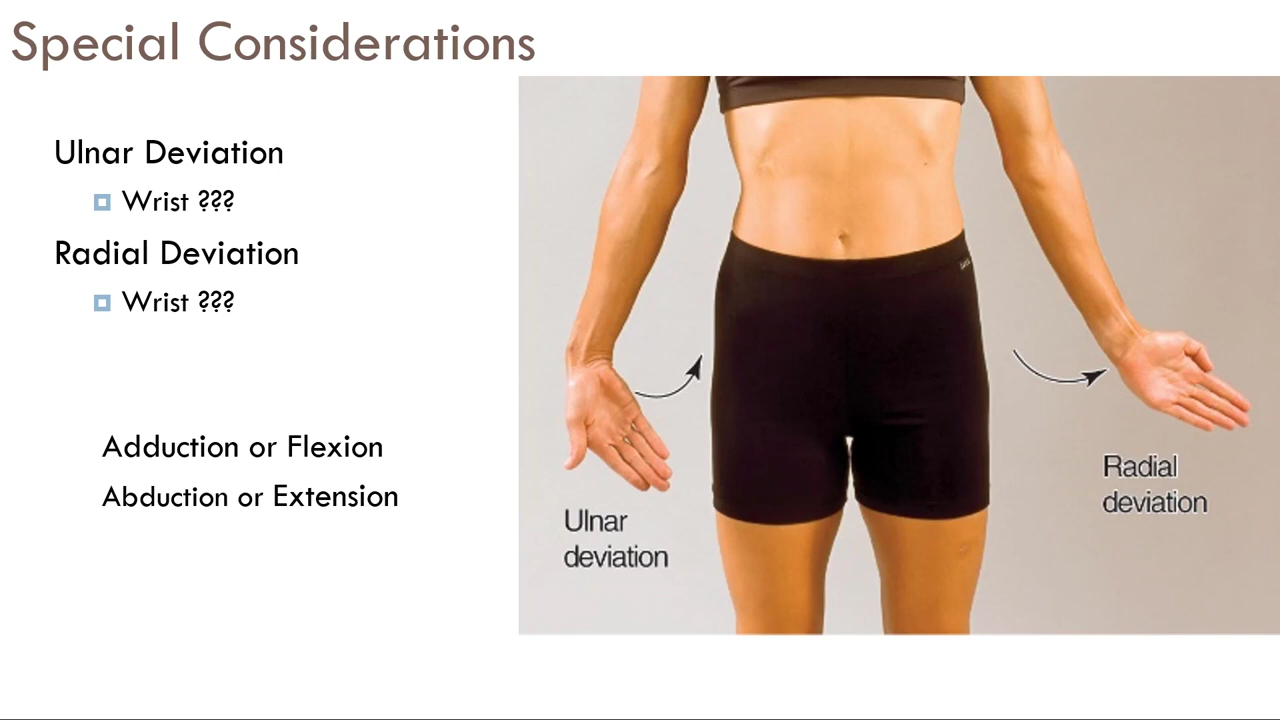 Special Considerations
Ulnar Deviation
Wrist ???
Radial Deviation
Wrist ???
Adduction or Flexion
Abduction or Extension
Ulnar
deviation
Radial
deviation